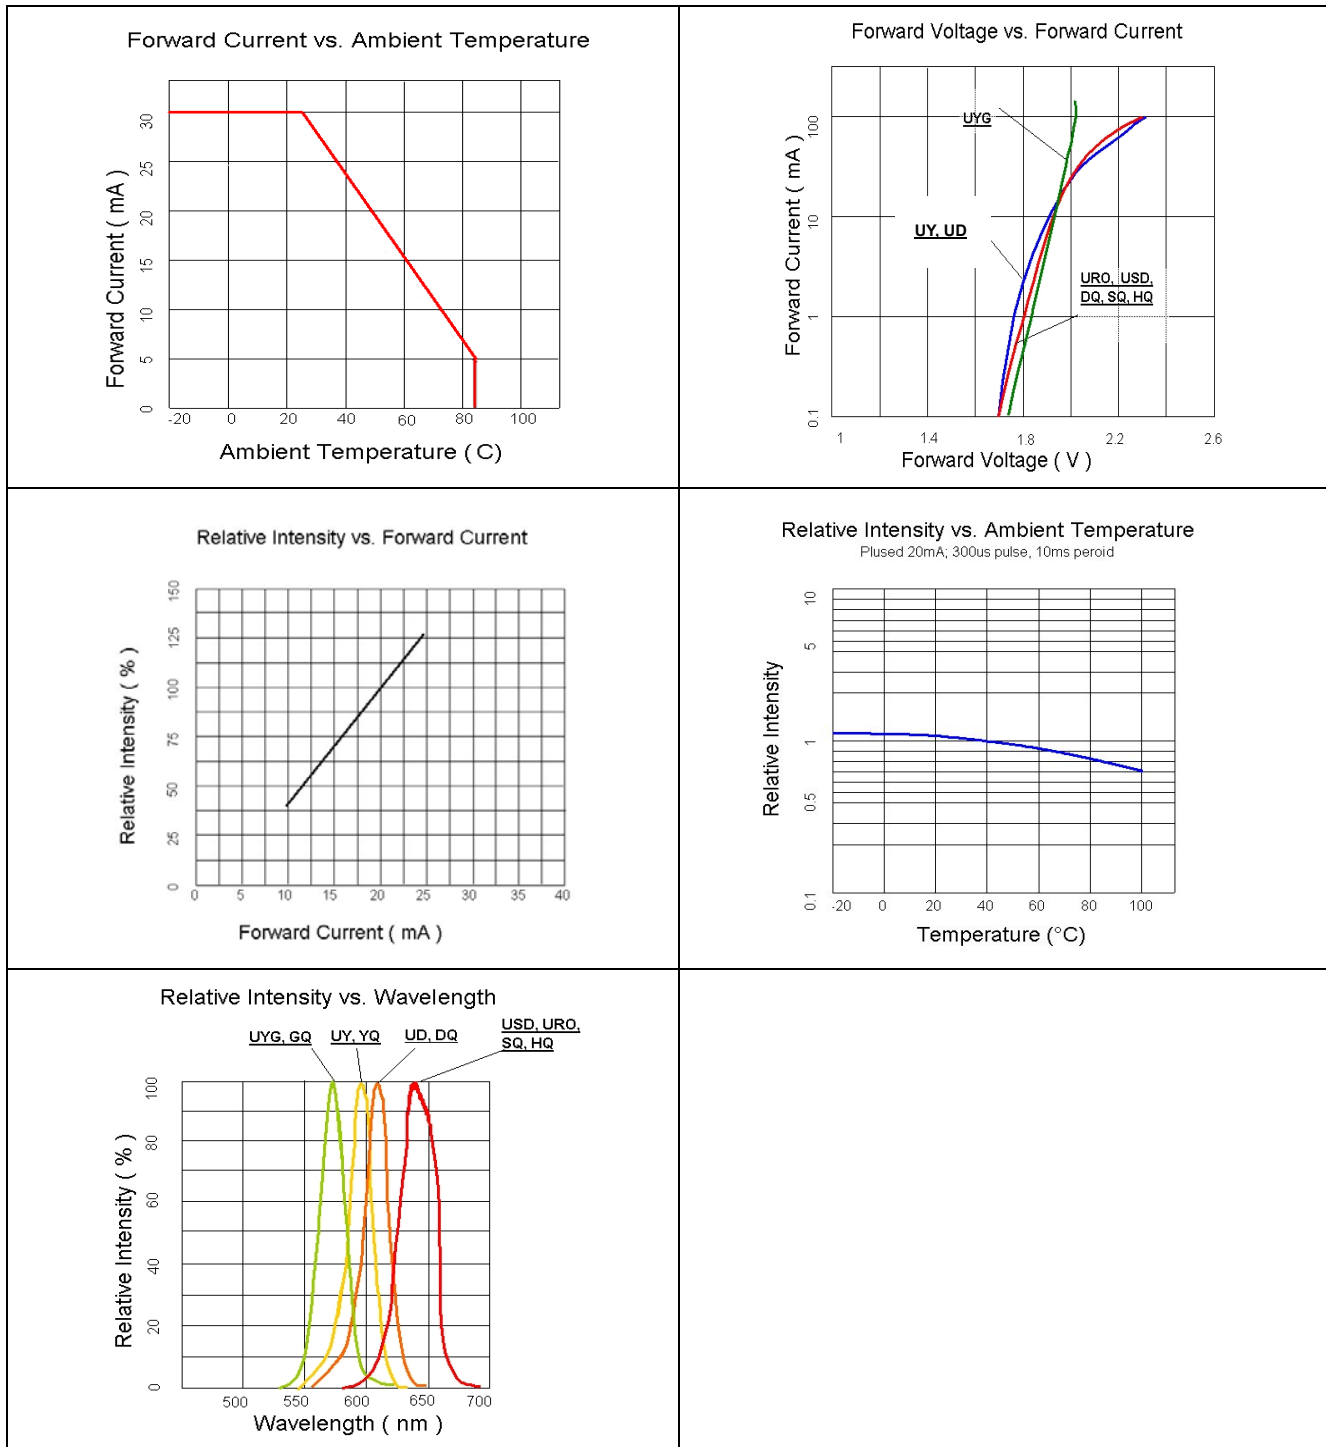 Forward Current vs. Ambient Temperature
Forward Current ( mA )
30
25
20
15
10
5
0
-20 0 20 40 60 80 100
Ambient Temperature ( C)
Forward Voltage vs. Forward Current
Forward Current ( mA )
100
10
1
0.1
UYG
UY, UD
URO, USD,
DQ, SQ, HQ
1 1.4 1.8 2.2 2.6
Forward Voltage ( V )
Relative Intensity vs. Forward Current
Relative Intensity ( % )
150
125
100
75
50
25
0
0 5 10 15 20 25 30 35 40
Forward Current ( mA )
Relative Intensity vs. Ambient Temperature
Plused 20mA; 300us pulse, 10ms peroid
Relative Intensity
10
5
1
0.5
0.1
-20 0 20 40 60 80 100
Temperature (°C)
Relative Intensity vs. Wavelength
UYG, GQ UY, YQ UD, DQ
USD, URO,
SQ, HQ
Relative Intensity ( % )
100
80
60
40
20
0
500 550 600 650 700
Wavelength ( nm )